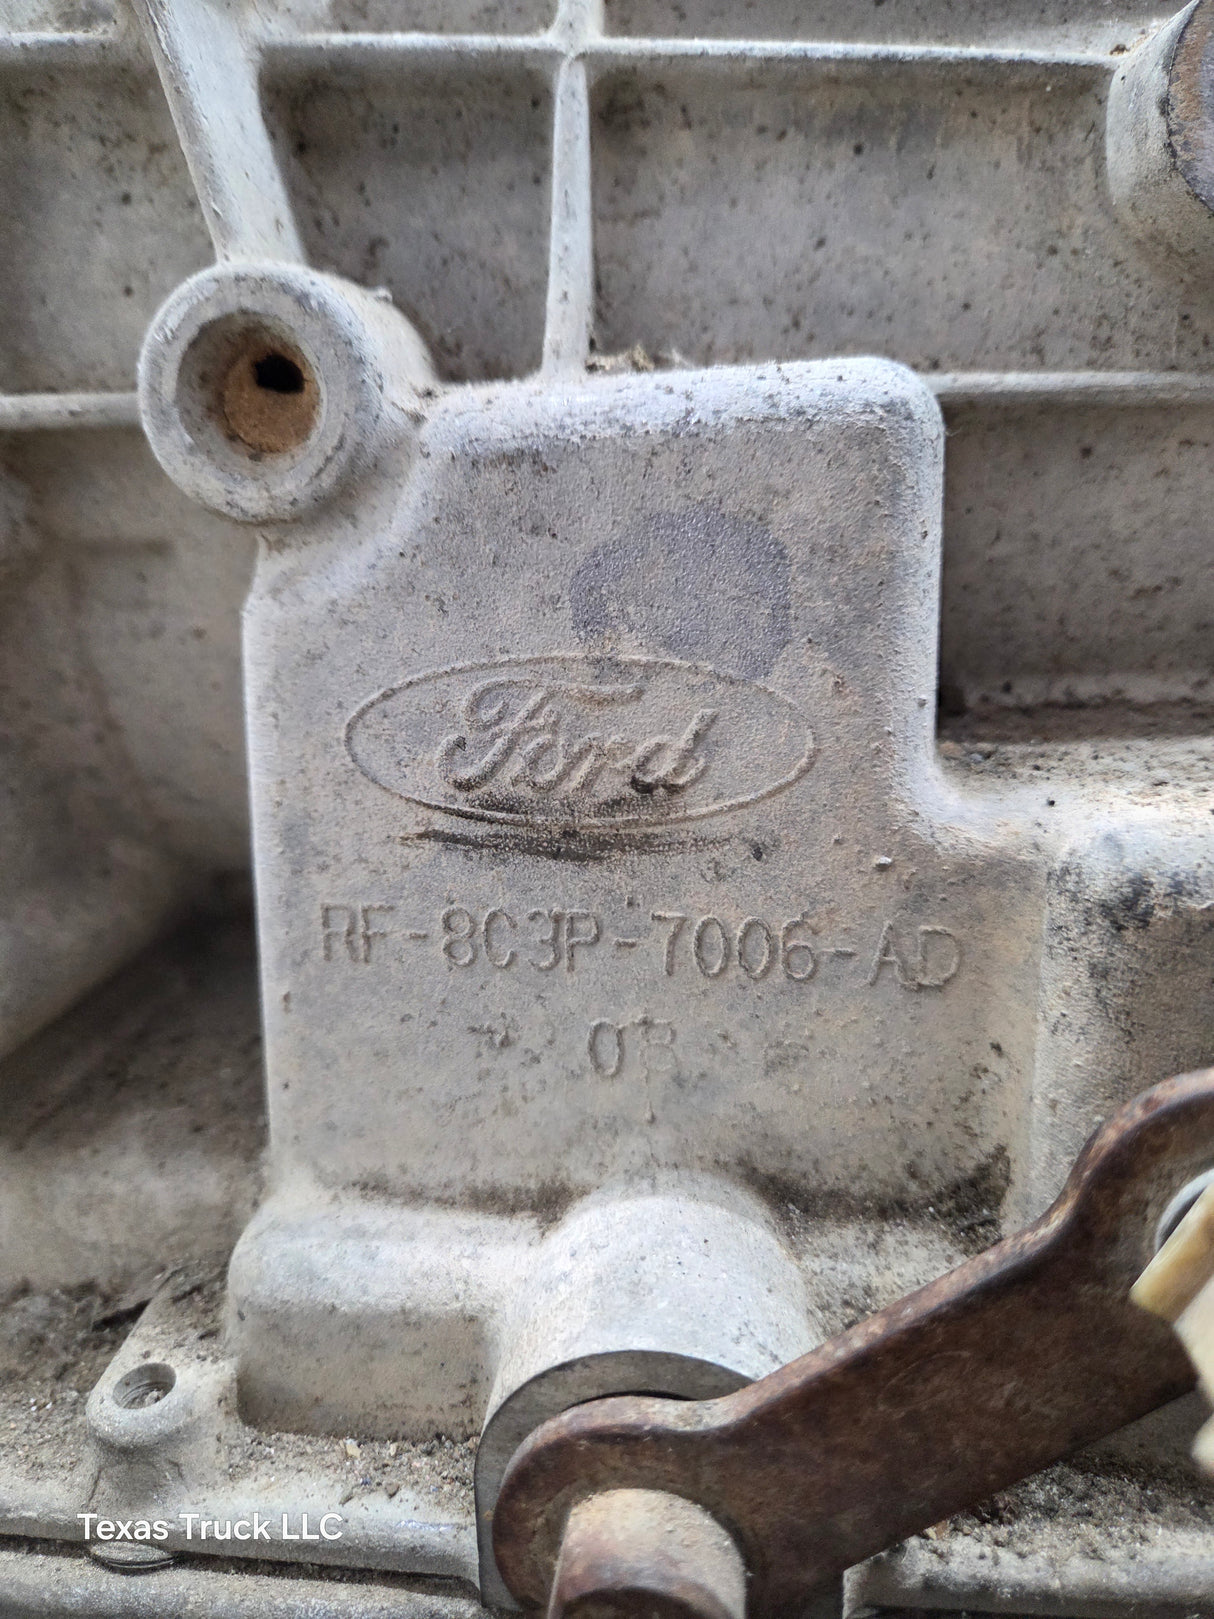 Ford
RF-8C3P-7006-AD
08
Texas Truck LLC